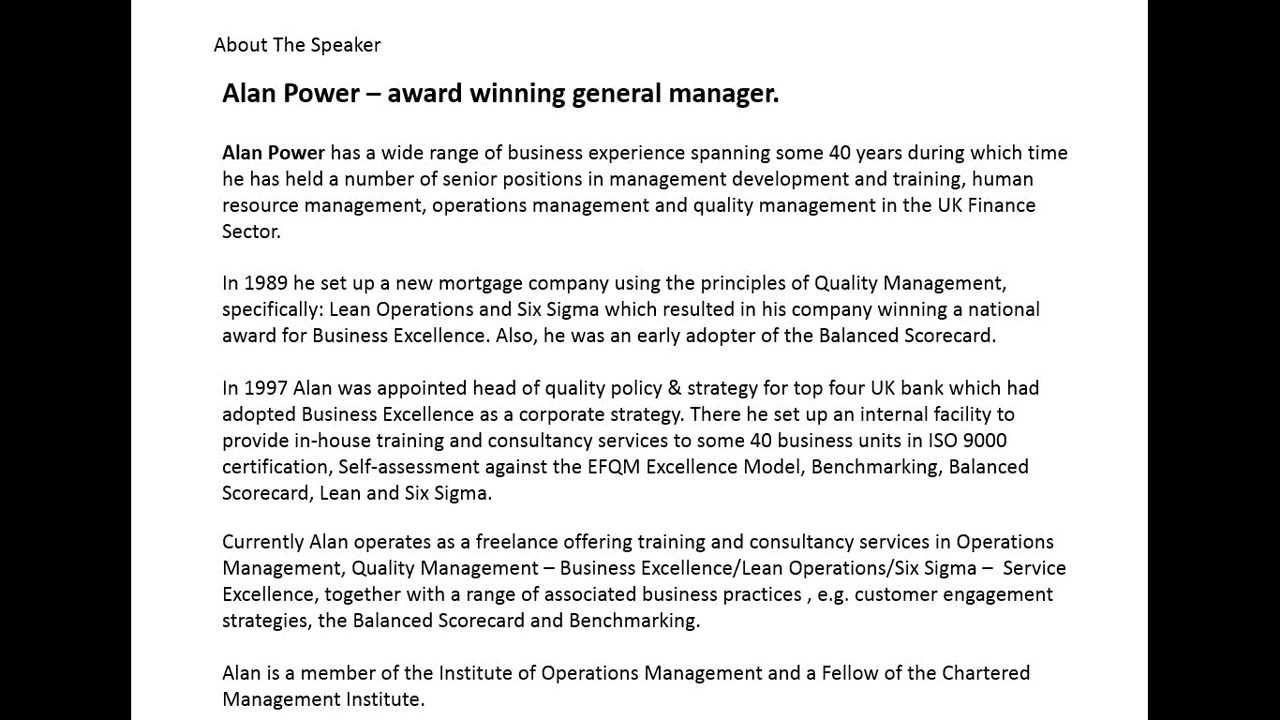 About The Speaker
Alan Power – award winning general manager.
Alan Power has a wide range of business experience spanning some 40 years during which time
he has held a number of senior positions in management development and training, human
resource management, operations management and quality management in the UK Finance
Sector.
In 1989 he set up a new mortgage company using the principles of Quality Management,
specifically: Lean Operations and Six Sigma which resulted in his company winning a national
award for Business Excellence. Also, he was an early adopter of the Balanced Scorecard.
In 1997 Alan was appointed head of quality policy & strategy for top four UK bank which had
adopted Business Excellence as a corporate strategy. There he set up an internal facility to
provide in-house training and consultancy services to some 40 business units in ISO 9000
certification, Self-assessment against the EFQM Excellence Model, Benchmarking, Balanced
Scorecard, Lean and Six Sigma.
Currently Alan operates as a freelance offering training and consultancy services in Operations
Management, Quality Management – Business Excellence/Lean Operations/Six Sigma –  Service
Excellence, together with a range of associated business practices , e.g. customer engagement
strategies, the Balanced Scorecard and Benchmarking.
Alan is a member of the Institute of Operations Management and a Fellow of the Chartered
Management Institute.